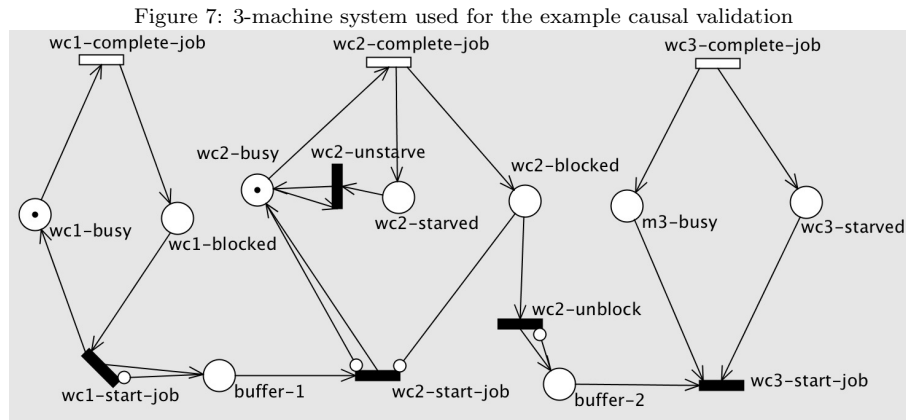 Figure 7: 3-machine system used for the example causal validation
wc1-complete-job
wc2-complete-job
wc3-complete-job
wc2-busy
wc2-unstarve
wc2-blocked
wc1-busy
wc1-blocked
wc2-starved
m3-busy
wc3-starved
wc2-unblock
wc1-start-job
buffer-1
wc2-start-job
buffer-2
wc3-start-job